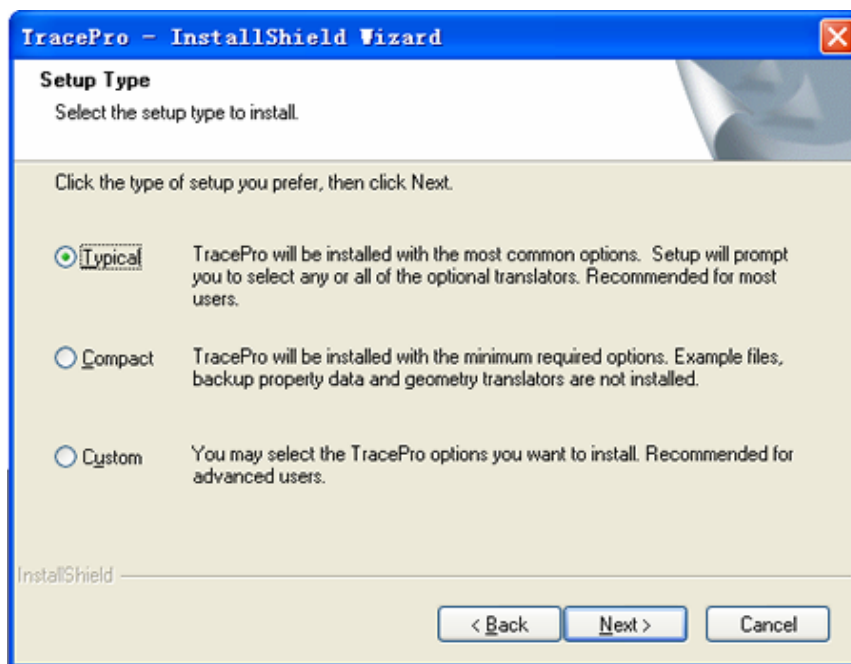 TracePro - InstallShield Wizard
Setup Type
Select the setup type to install.
Click the type of setup you prefer, then click Next.
Typical
TracePro will be installed with the most common options.  Setup will prompt
you to select any or all of the optional translators. Recommended for most
users.
Compact
TracePro will be installed with the minimum required options. Example files,
backup property data and geometry translators are not installed.
Custom
You may select the TracePro options you want to install. Recommended for
advanced users.
InstallShield
< Back
Next >
Cancel